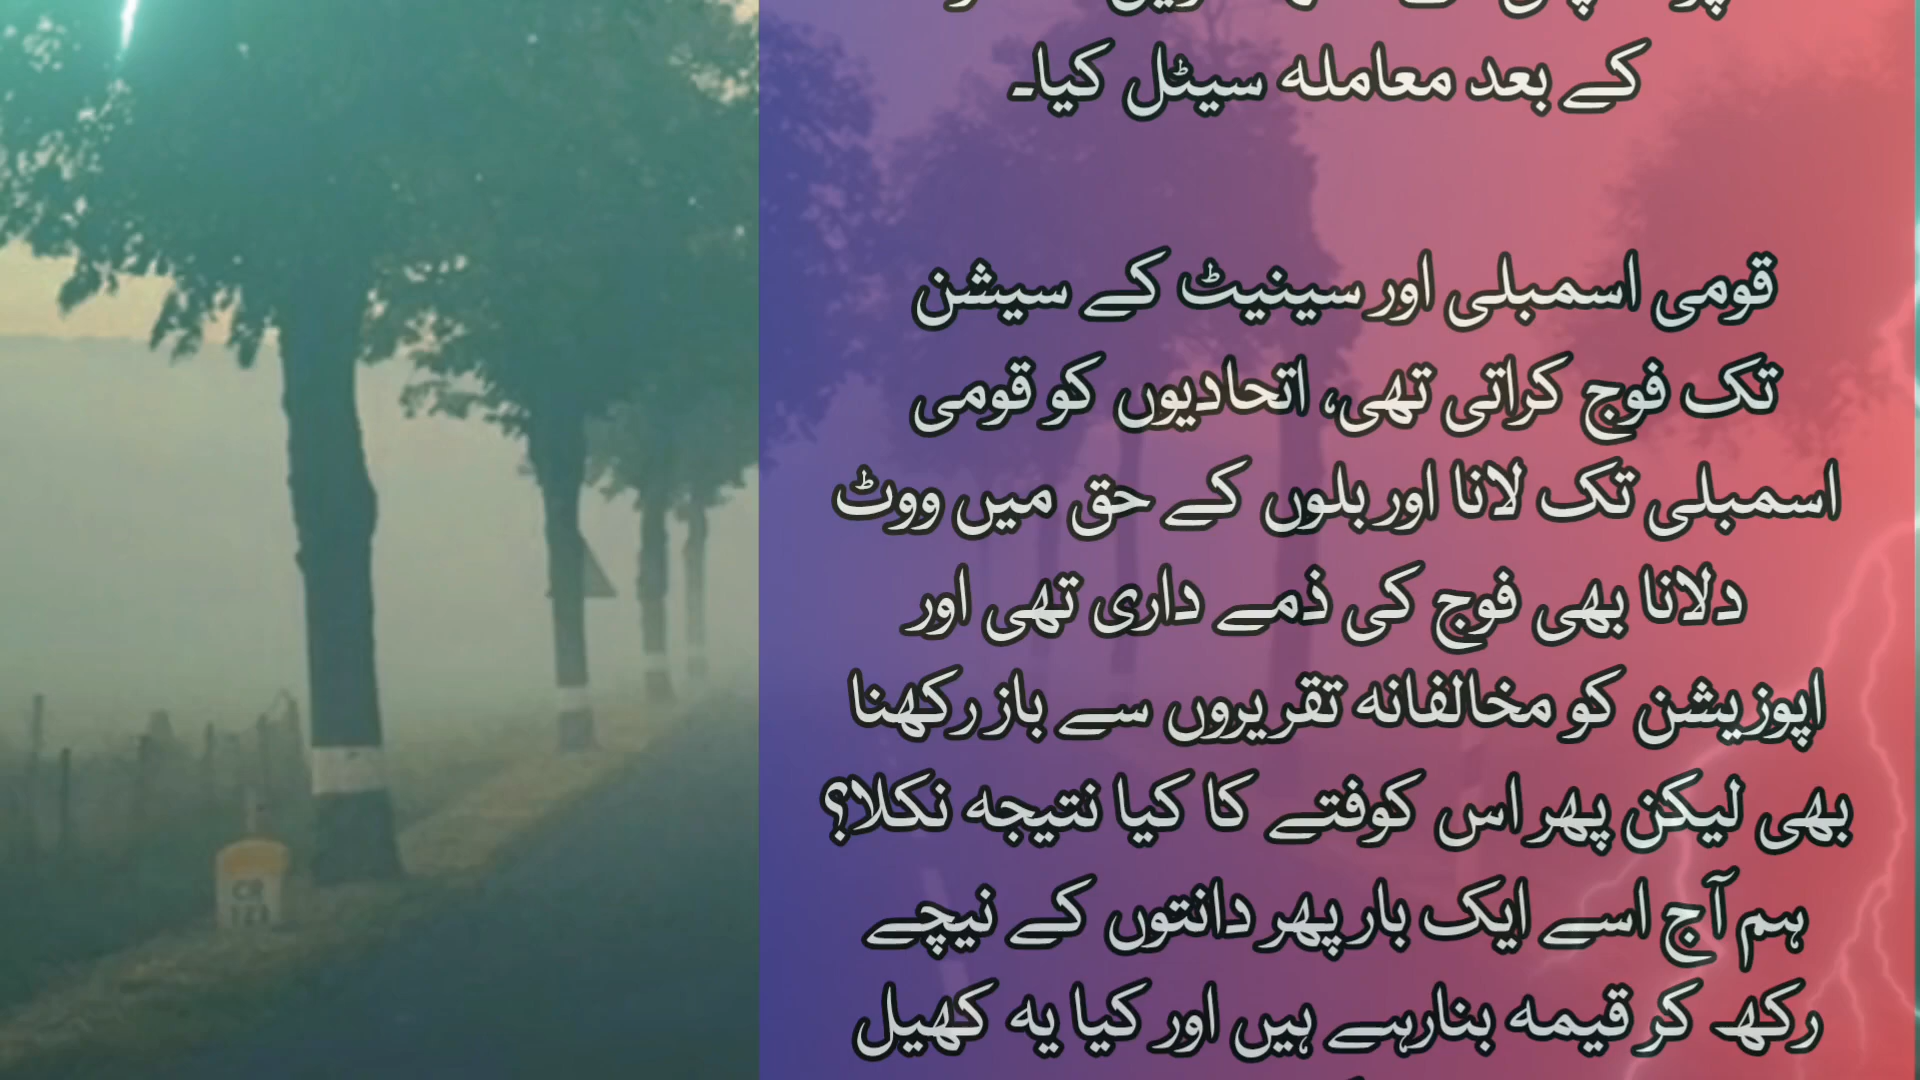 کے بعد معاملہ سیٹل کیا۔
قومی اسمبلی اور سینیٹ کے سیشن
تک فوج کراتی تھی، اتحادیوں کو قومی
اسمبلی تک لانا اور بلوں کے حق میں ووٹ
دلانا بھی فوج کی ذمے داری تھی اور
اپوزیشن کو مخالفانہ تقریروں سے باز رکھنا
بھی لیکن پھر اس کوفتے کا کیا نتیجہ نکلا؟
ہم آج اسے ایک بار پھر دانتوں کے نیچے
رکھ کر قیمہ بنارہے ہیں اور کیا یہ کھیل
CR